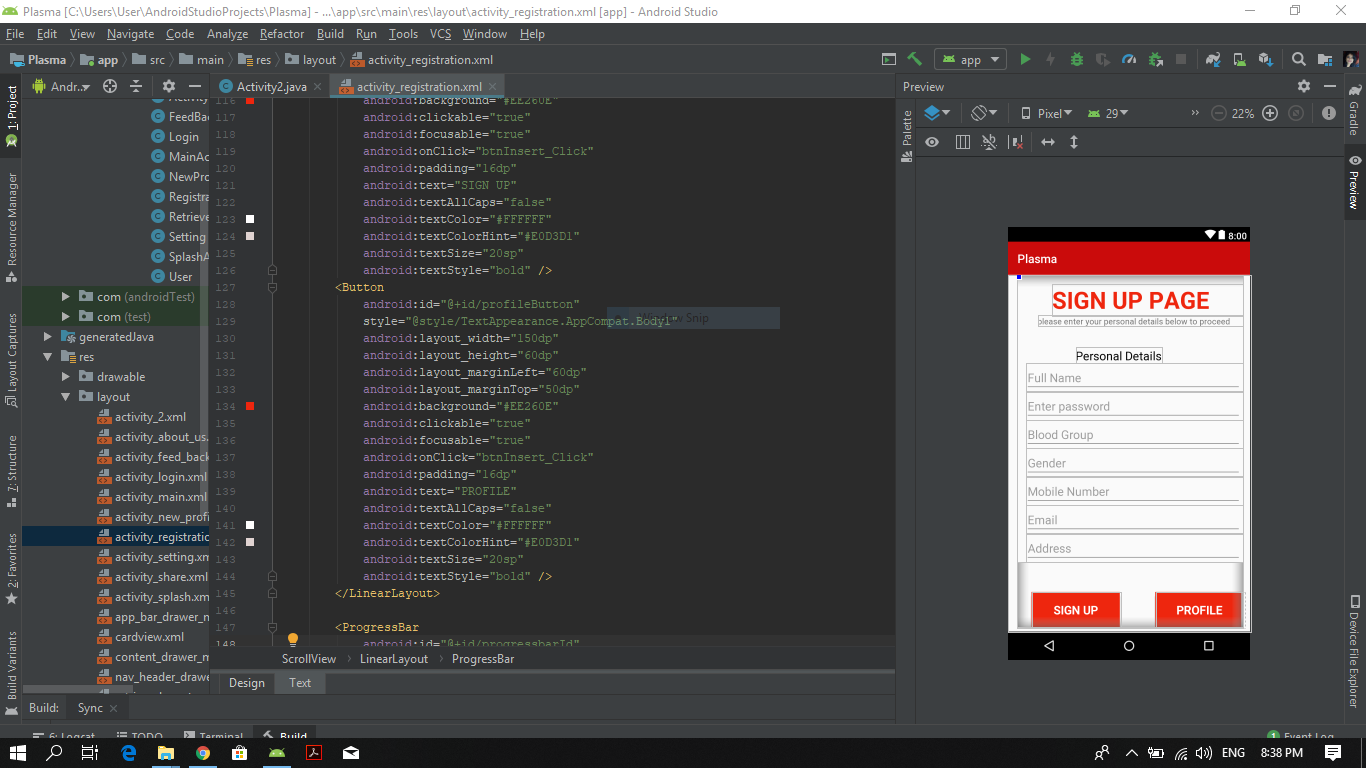 Plasma [C:\Users\User\AndroidStudioProjects\Plasma] - ...\app\src\main\res\layout\activity_registration.xml [app] - Android Studio
File Edit View Navigate Code Analyze Refactor Build Run Tools VCS Window Help
Plasma app src main res layout activity_registration.xml app
Andr.. Activity2.java activity_registration.xml Preview
Pixel 29 22%
1: Project
Resource Manager
Layout Captures
7: Structure
2: Favorites
Build Variants
Activity
FeedBac
Login
MainAc
NewPro
Registra
Retrieve
Setting
SplashA
User
com (androidTest)
com (test)
generatedJava
res
drawable
layout
activity_2.xml
activity_about_us.
activity_feed_back
activity_login.xml
activity_main.xml
activity_new_profi
activity_registratio
activity_setting.xm
activity_share.xml
activity_splash.xml
app_bar_drawer_n
cardview.xml
content_drawer_m
nav_header_drawe
116 android:background="#EE260E"
117 android:clickable="true"
118 android:focusable="true"
119 android:onClick="btnInsert_Click"
120 android:padding="16dp"
121 android:text="SIGN UP"
122 android:textAllCaps="false"
123 android:textColor="#FFFFFF"
124 android:textColorHint="#E0D3D1"
125 android:textSize="20sp"
126 android:textStyle="bold" />
127 <Button
128 android:id="@+id/profileButton"
129 style="@style/TextAppearance.AppCompat.Body1"
Window Snip
130 android:layout_width="150dp"
131 android:layout_height="60dp"
132 android:layout_marginLeft="60dp"
133 android:layout_marginTop="50dp"
134 android:background="#EE260E"
135 android:clickable="true"
136 android:focusable="true"
137 android:onClick="btnInsert_Click"
138 android:padding="16dp"
139 android:text="PROFILE"
140 android:textAllCaps="false"
141 android:textColor="#FFFFFF"
142 android:textColorHint="#E0D3D1"
143 android:textSize="20sp"
144 android:textStyle="bold" />
145 </LinearLayout>
146
147 <ProgressBar
148 android:id="@+id/progressbarId"
ScrollView LinearLayout ProgressBar
Design Text
Palette
8:00
Plasma
SIGN UP PAGE
please enter your personal details below to proceed
Personal Details
Full Name
Enter password
Blood Group
Gender
Mobile Number
Email
Address
SIGN UP PROFILE
Gradle
Preview
Device File Explorer
Build: Sync
6: Logcat TODO Terminal Build 1 Event Log
ENG 8:38 PM